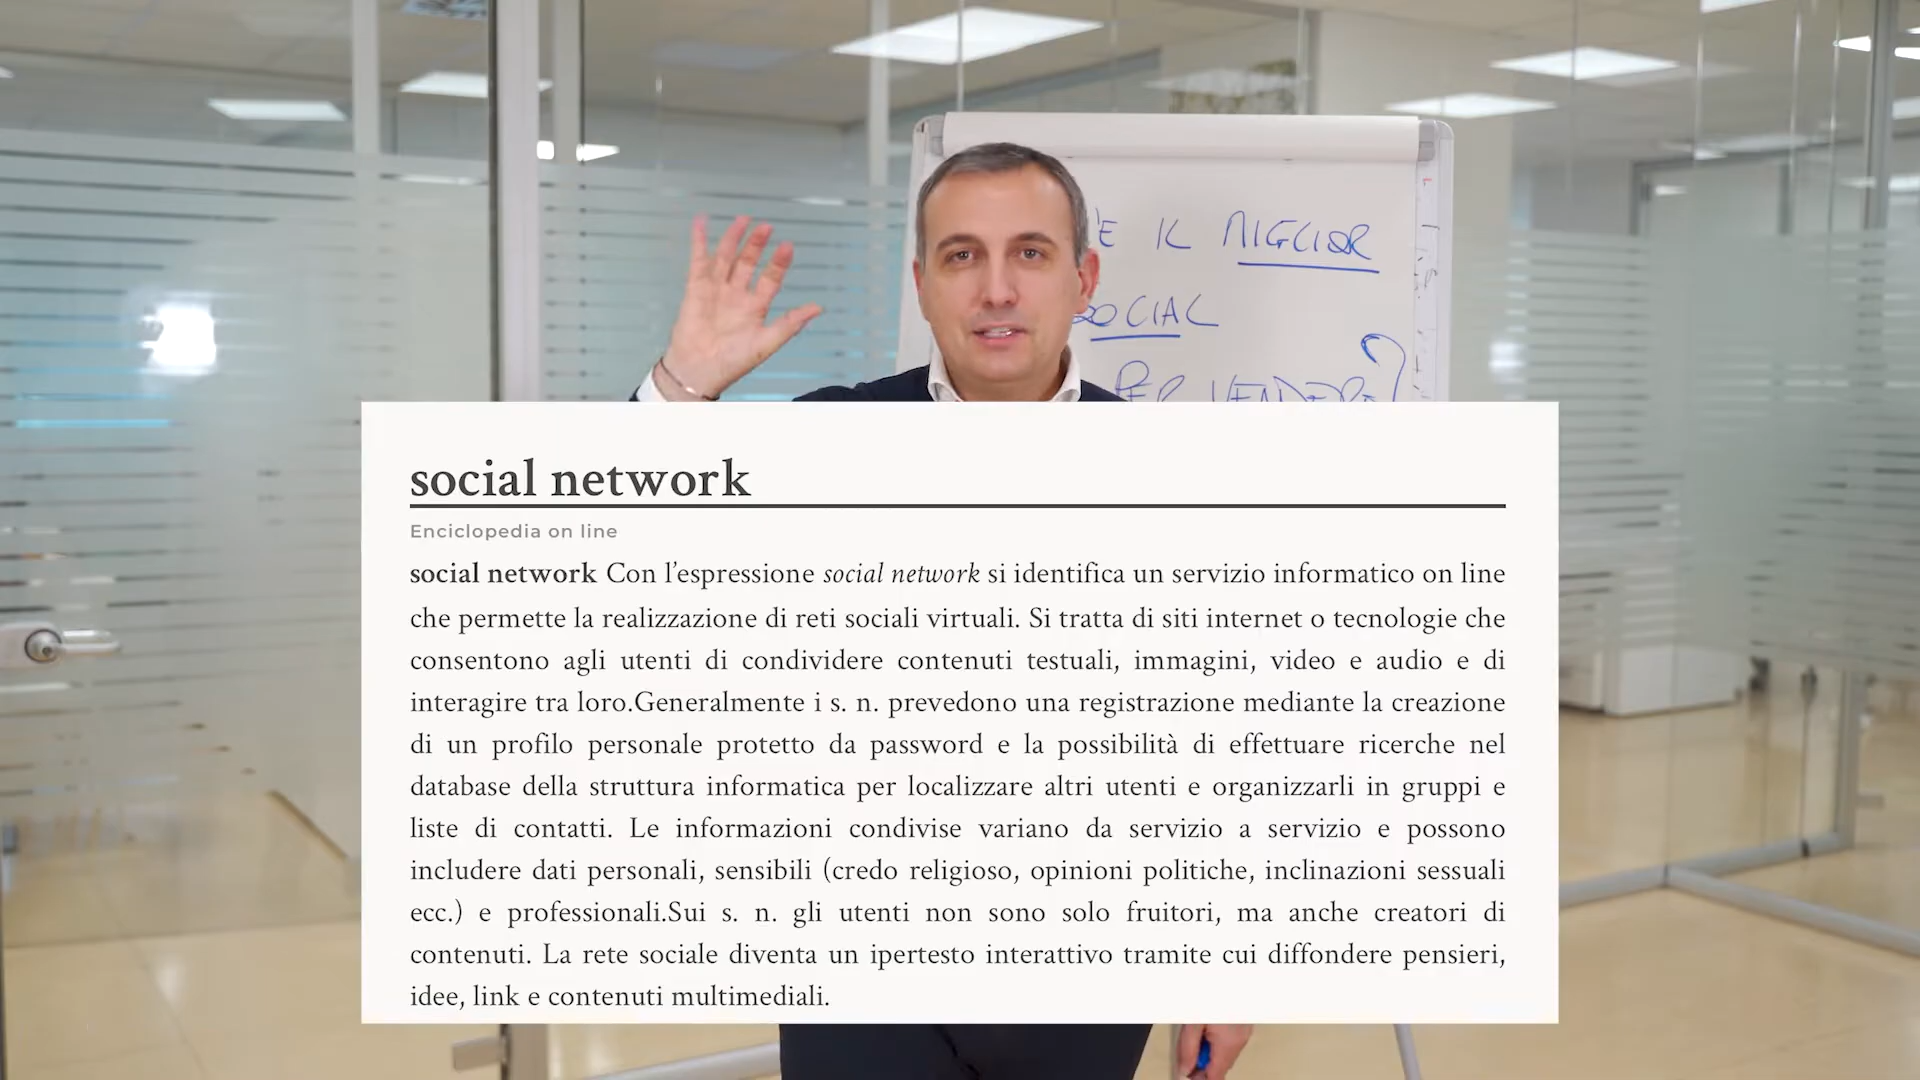 È IL MIGLIOR
SOCIAL
PER VENDERE?
social network
Enciclopedia on line
social network Con l’espressione social network si identifica un servizio informatico on line
che permette la realizzazione di reti sociali virtuali. Si tratta di siti internet o tecnologie che
consentono agli utenti di condividere contenuti testuali, immagini, video e audio e di
interagire tra loro.Generalmente i s. n. prevedono una registrazione mediante la creazione
di un profilo personale protetto da password e la possibilità di effettuare ricerche nel
database della struttura informatica per localizzare altri utenti e organizzarli in gruppi e
liste di contatti. Le informazioni condivise variano da servizio a servizio e possono
includere dati personali, sensibili (credo religioso, opinioni politiche, inclinazioni sessuali
ecc.) e professionali.Sui s. n. gli utenti non sono solo fruitori, ma anche creatori di
contenuti. La rete sociale diventa un ipertesto interattivo tramite cui diffondere pensieri,
idee, link e contenuti multimediali.